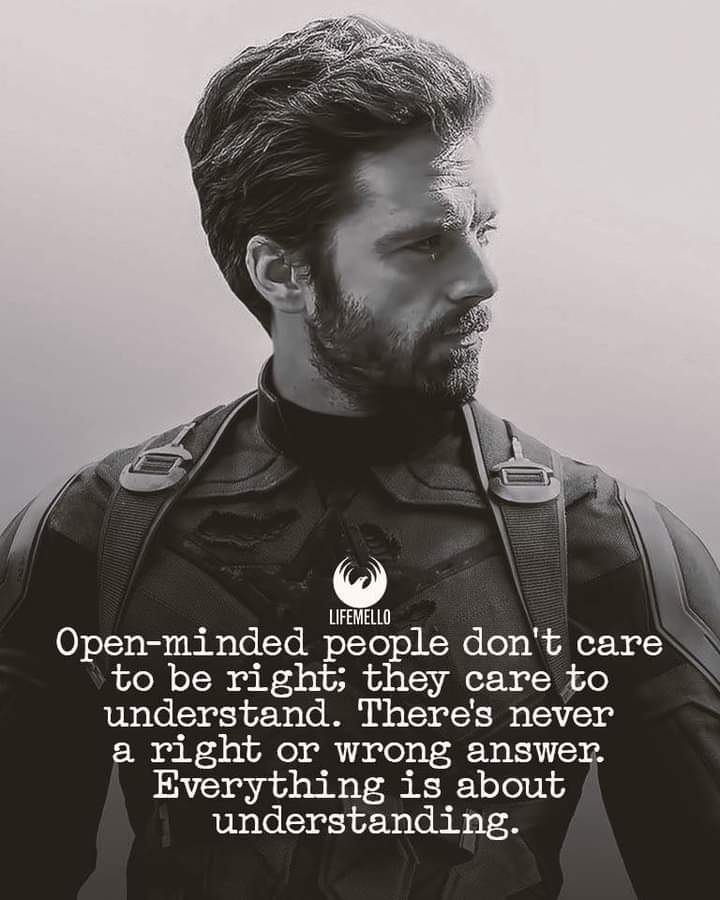 LIFEMELLO
Open-minded people don't care
to be right; they care to
understand. There's never
a right or wrong answer.
Everything is about
understanding.